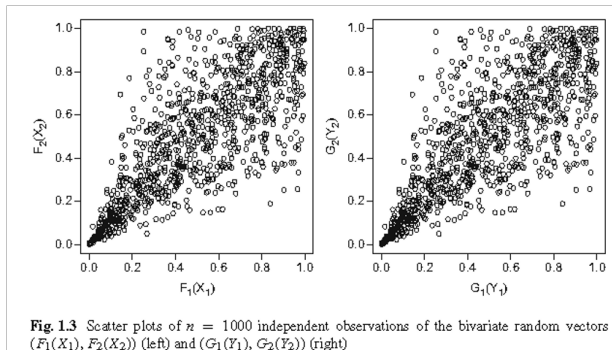 1.0
0.8
0.6
0.4
0.2
0.0
F2(X2)
0.0 0.2 0.4 0.6 0.8 1.0
F1(X1)
1.0
0.8
0.6
0.4
0.2
0.0
G2(Y2)
0.0 0.2 0.4 0.6 0.8 1.0
G1(Y1)
Fig. 1.3 Scatter plots of n = 1000 independent observations of the bivariate random vectors
(F1(X1), F2(X2)) (left) and (G1(Y1), G2(Y2)) (right)